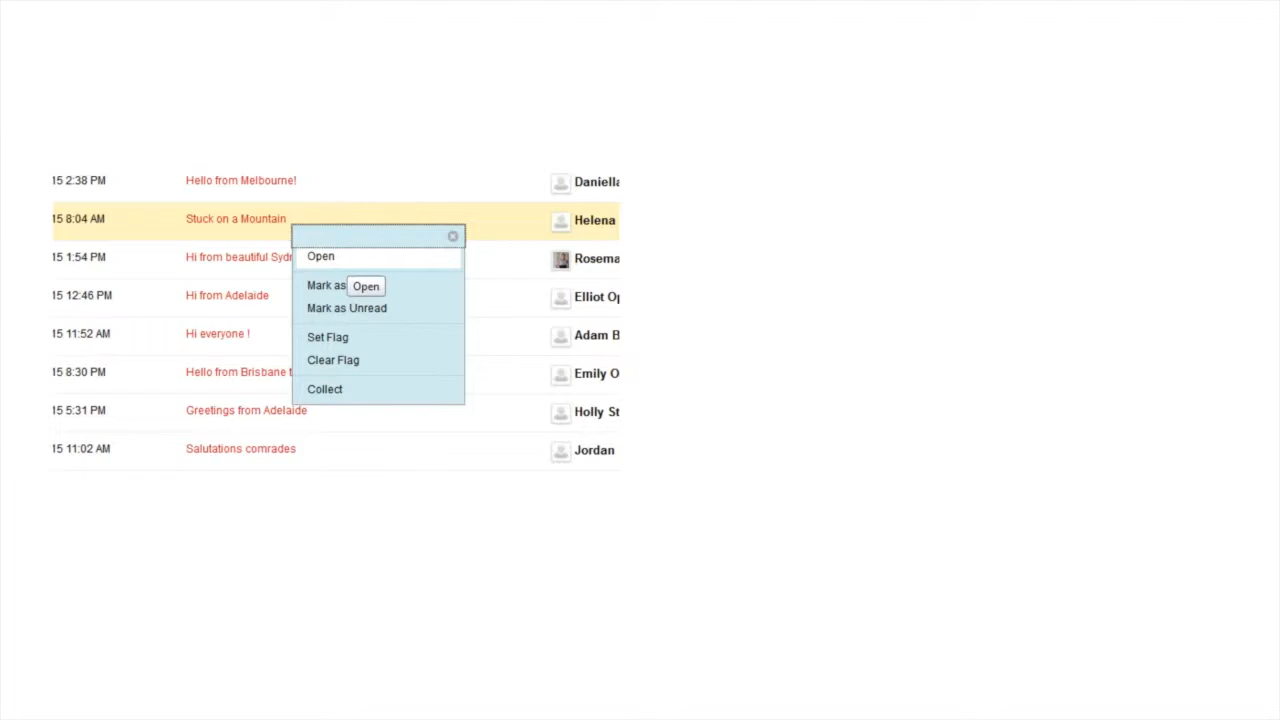 15 2:38 PM Hello from Melbourne! Daniella
15 8:04 AM Stuck on a Mountain Helena
15 1:54 PM Hi from beautiful Sydn Rosema
Open
Mark as Open
15 12:46 PM Hi from Adelaide Elliot Op
Mark as Unread
15 11:52 AM Hi everyone ! Adam B
Set Flag
Clear Flag
15 8:30 PM Hello from Brisbane t Emily O
Collect
15 5:31 PM Greetings from Adelaide Holly St
15 11:02 AM Salutations comrades Jordan